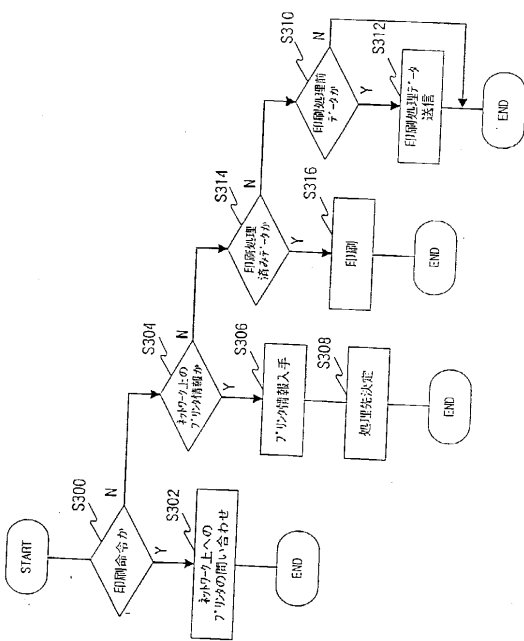 START
S300
印刷命令か
N
Y
S302
ネットワーク上への
プリンタの問い合わせ
END
S304
ネットワーク上の
プリンタ情報か
N
Y
S306
プリンタ情報入手
S308
処理先決定
END
S314
印刷処理
済みデータか
N
Y
S316
印刷
END
S310
印刷処理前
データか
N
Y
S312
印刷処理データ
送信
END